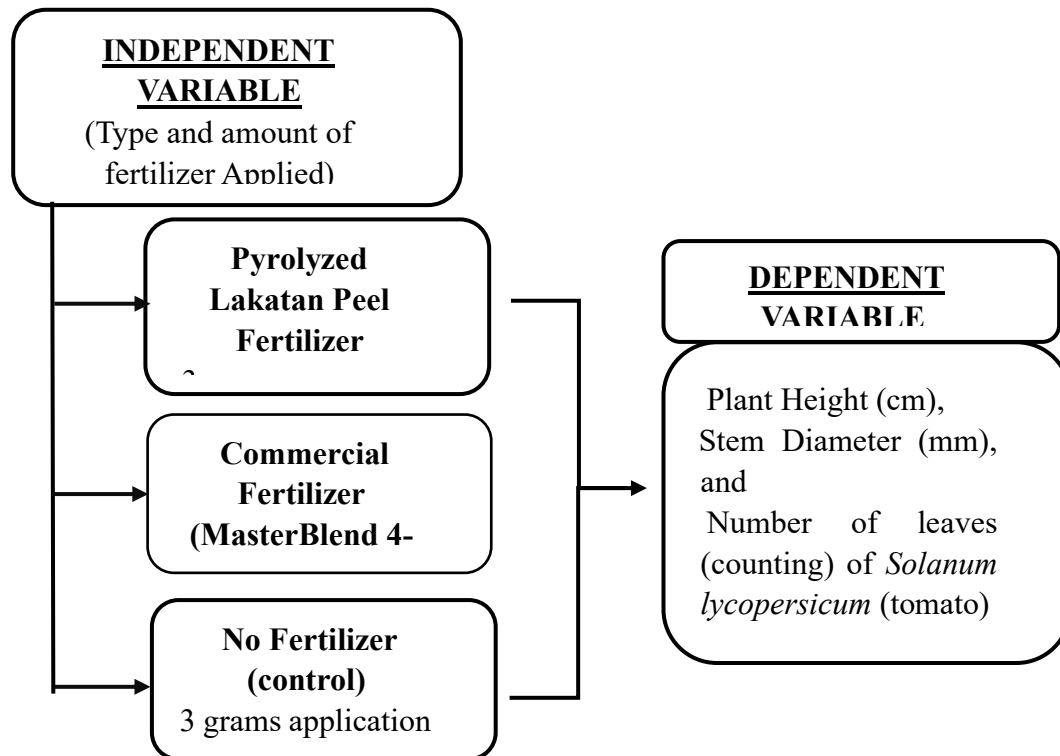 INDEPENDENT
VARIABLE
(Type and amount of
fertilizer Applied)
Pyrolyzed
Lakatan Peel
Fertilizer
Commercial
Fertilizer
(MasterBlend 4-
No Fertilizer
(control)
3 grams application
DEPENDENT
VARIABLE
Plant Height (cm),
Stem Diameter (mm),
and
Number of leaves
(counting) of Solanum
lycopersicum (tomato)